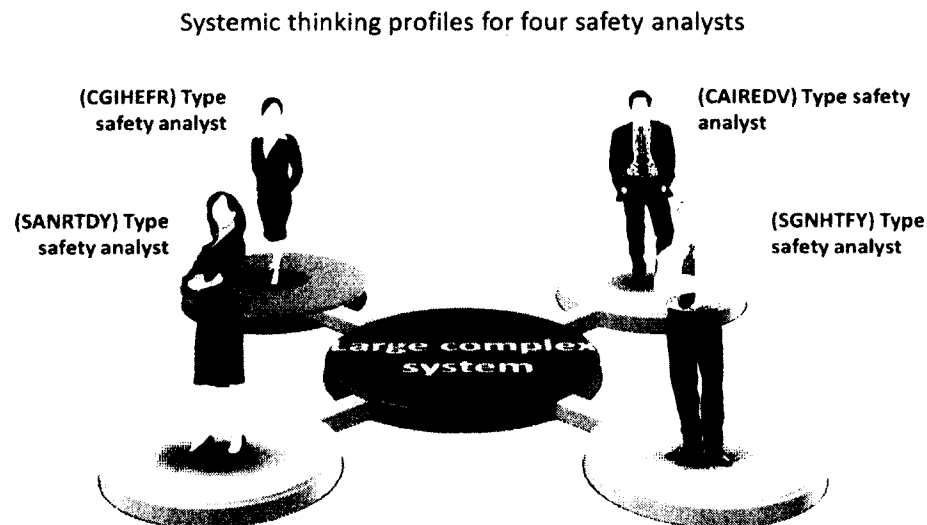 Systemic thinking profiles for four safety analysts
(CGIHEFR) Type
safety analyst
(CAIREDV) Type safety
analyst
(SANRTDY) Type
safety analyst
(SGNHTFY) Type
safety analyst
Large complex
system